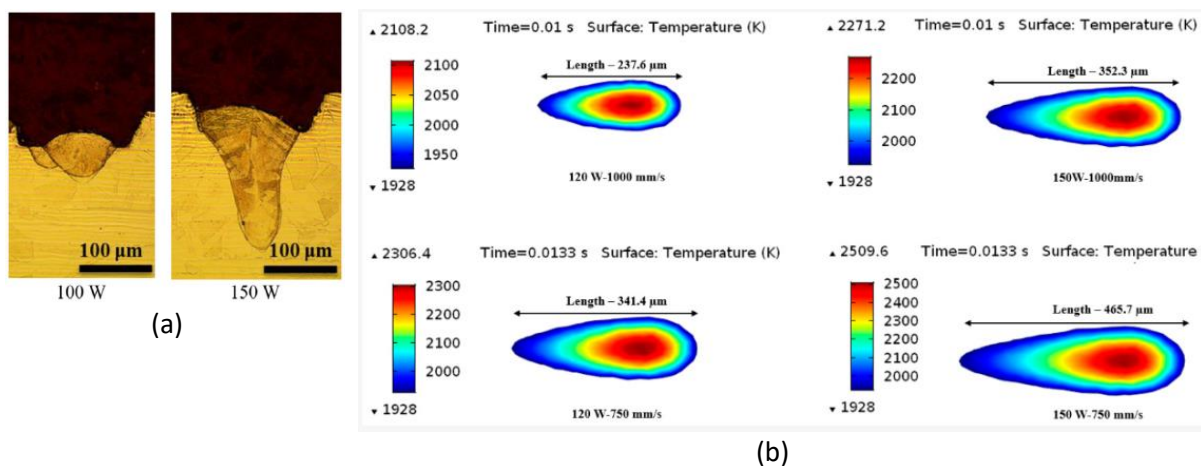 100 µm
100 µm
100 W
150 W
(a)
▲ 2108.2
Time=0.01 s Surface: Temperature (K)
Length – 237.6 µm
2100
2050
2000
1950
▼ 1928
120 W-1000 mm/s
▲ 2271.2
Time=0.01 s Surface: Temperature (K)
Length – 352.3 µm
2200
2100
2000
▼ 1928
150W-1000mm/s
▲ 2306.4
Time=0.0133 s Surface: Temperature (K)
Length – 341.4 µm
2300
2200
2100
2000
▼ 1928
120 W-750 mm/s
▲ 2509.6
Time=0.0133 s Surface: Temperature
Length – 465.7 µm
2500
2400
2300
2200
2100
2000
▼ 1928
150 W-750 mm/s
(b)